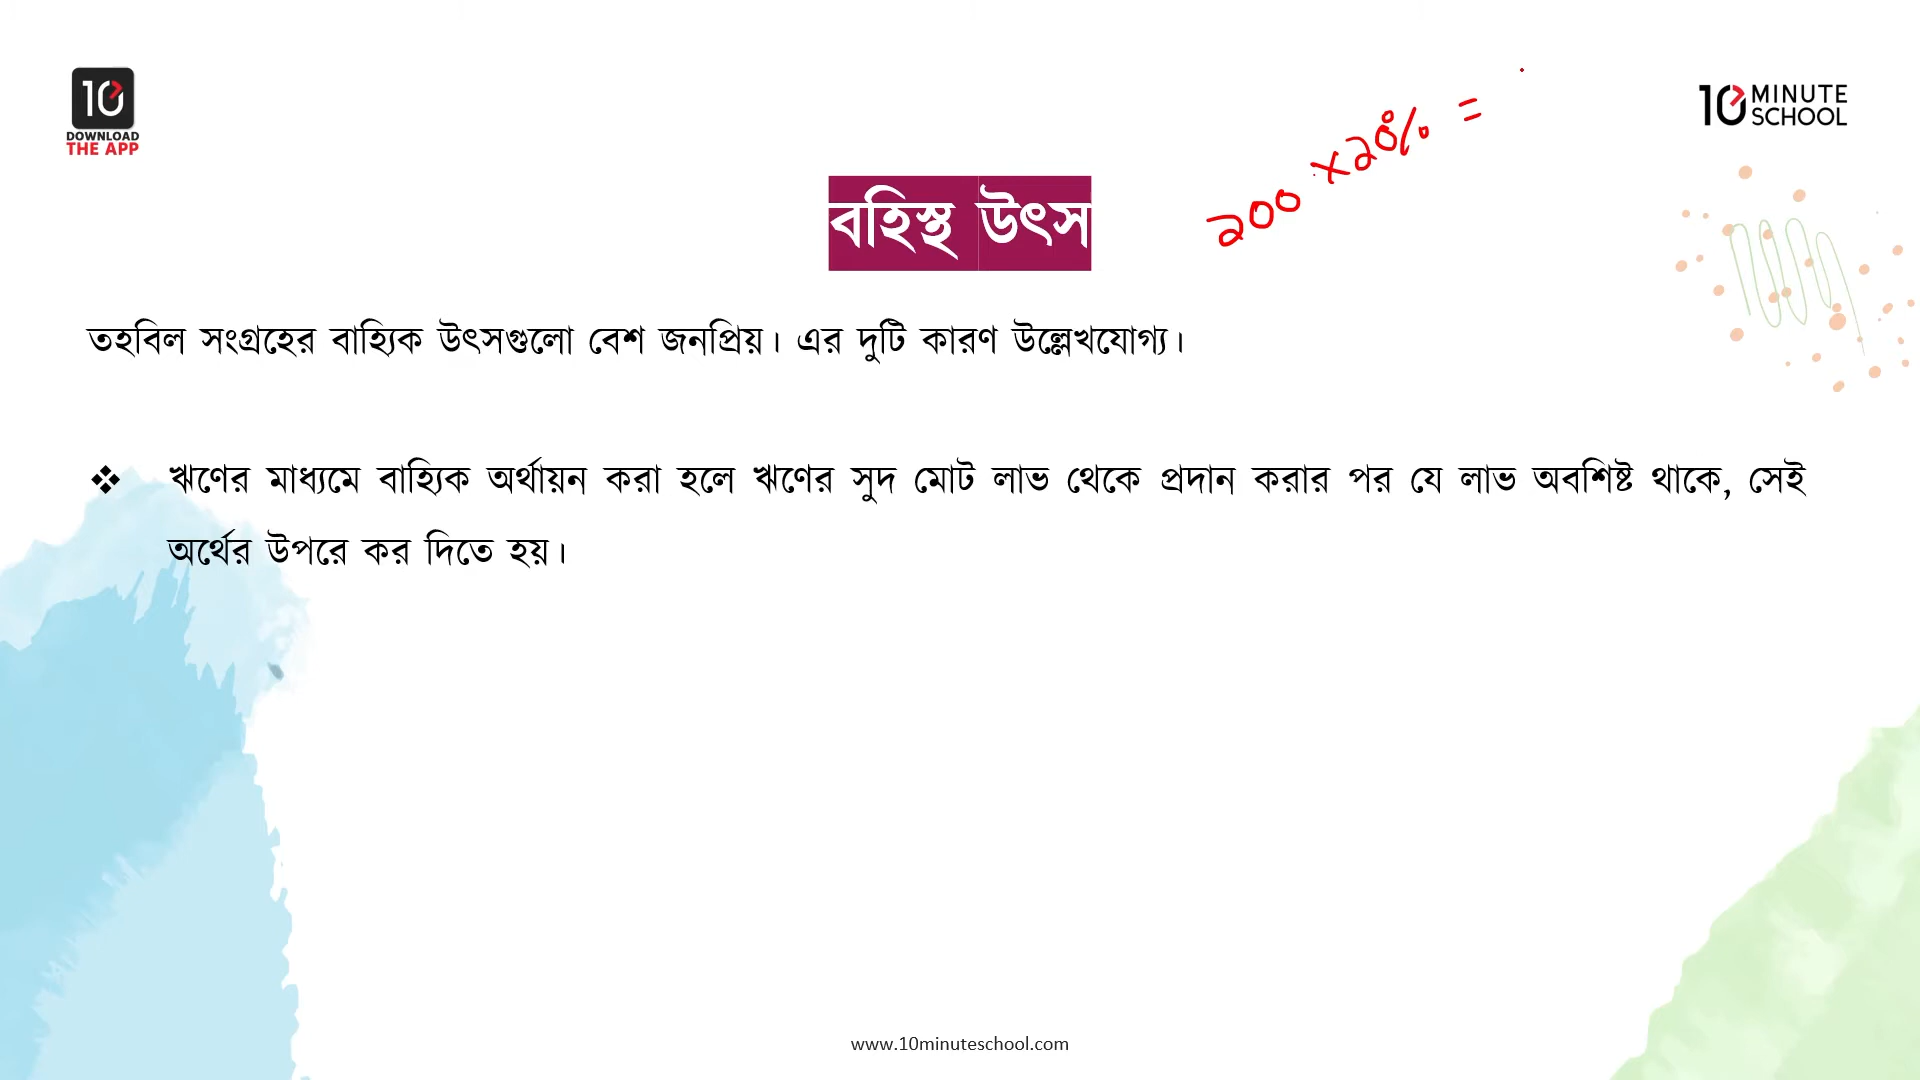 10
DOWNLOAD
THE APP
10 MINUTE
SCHOOL
২০০ × ২০% =
বহিস্থ উৎস
তহবিল সংগ্রহের বাহ্যিক উৎসগুলো বেশ জনপ্রিয়। এর দুটি কারণ উল্লেখযোগ্য।
❖ ঋণের মাধ্যমে বাহ্যিক অর্থায়ন করা হলে ঋণের সুদ মোট লাভ থেকে প্রদান করার পর যে লাভ অবশিষ্ট থাকে, সেই
অর্থের উপরে কর দিতে হয়।
www.10minuteschool.com